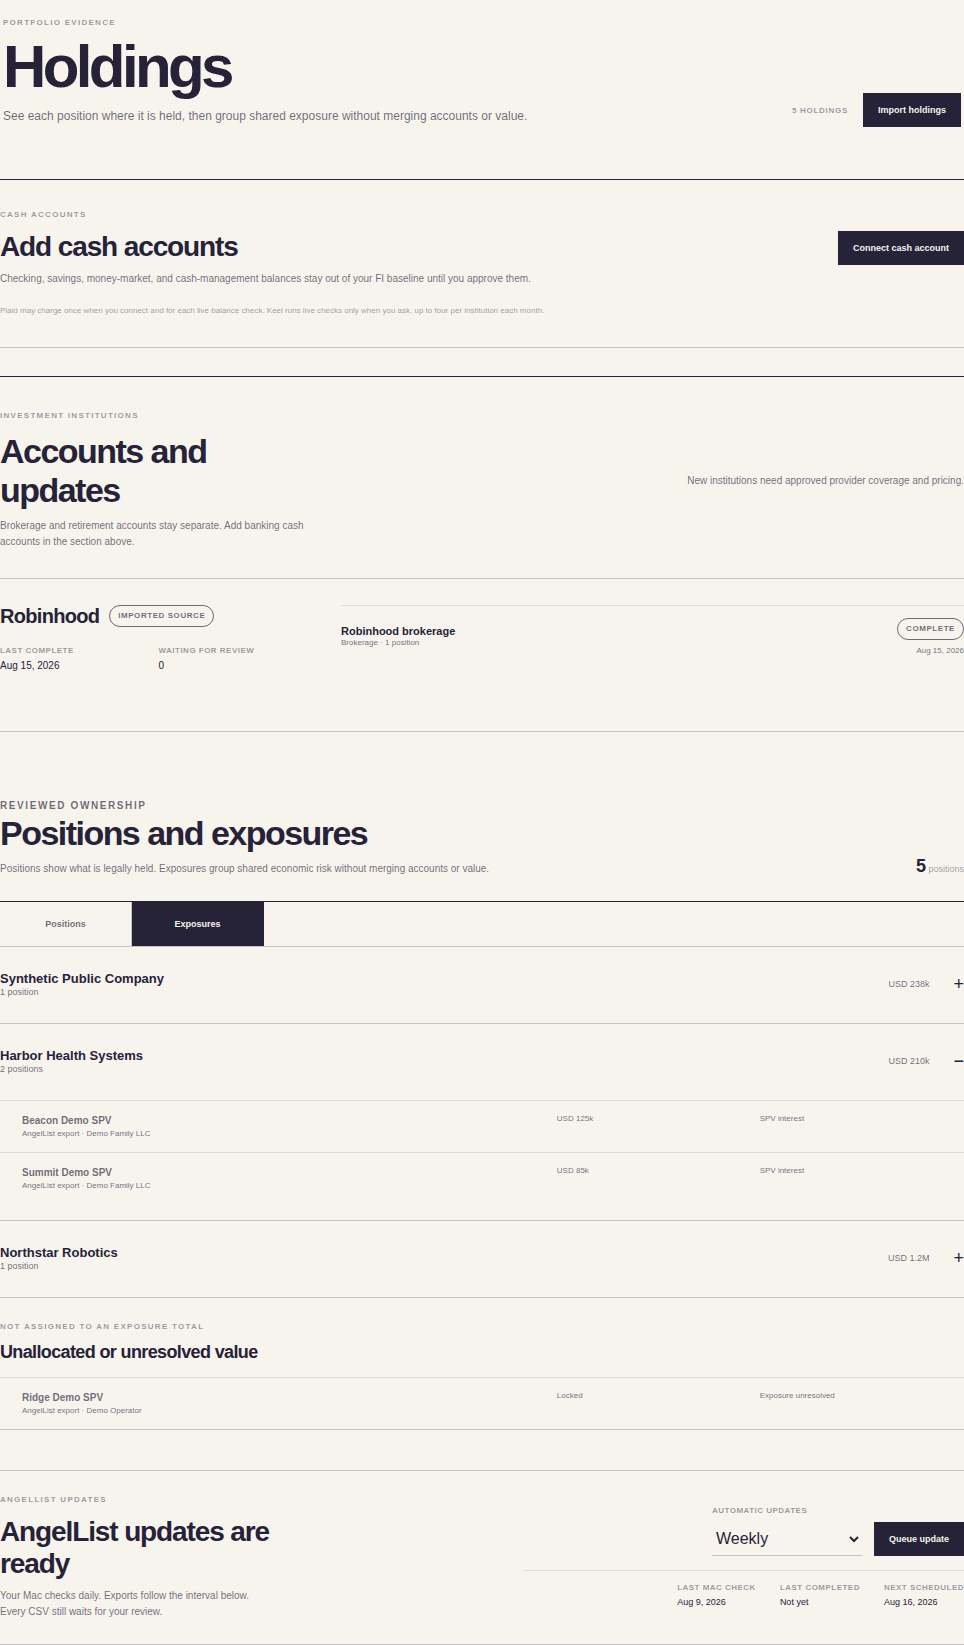 PORTFOLIO EVIDENCE
Holdings
See each position where it is held, then group shared exposure without merging accounts or value.
5 HOLDINGS
Import holdings
CASH ACCOUNTS
Add cash accounts
Connect cash account
Checking, savings, money-market, and cash-management balances stay out of your FI baseline until you approve them.
Plaid may charge once when you connect and for each live balance check. Keel runs live checks only when you ask, up to four per institution each month.
INVESTMENT INSTITUTIONS
Accounts and
updates
New institutions need approved provider coverage and pricing.
Brokerage and retirement accounts stay separate. Add banking cash
accounts in the section above.
Robinhood IMPORTED SOURCE
LAST COMPLETE WAITING FOR REVIEW
Aug 15, 2026 0
Robinhood brokerage
Brokerage · 1 position
COMPLETE
Aug 15, 2026
REVIEWED OWNERSHIP
Positions and exposures
Positions show what is legally held. Exposures group shared economic risk without merging accounts or value.
5 positions
Positions Exposures
Synthetic Public Company
1 position
USD 238k +
Harbor Health Systems
2 positions
USD 210k −
Beacon Demo SPV
AngelList export · Demo Family LLC
USD 125k
SPV interest
Summit Demo SPV
AngelList export · Demo Family LLC
USD 85k
SPV interest
Northstar Robotics
1 position
USD 1.2M +
NOT ASSIGNED TO AN EXPOSURE TOTAL
Unallocated or unresolved value
Ridge Demo SPV
AngelList export · Demo Operator
Locked
Exposure unresolved
ANGELLIST UPDATES
AngelList updates are
ready
Your Mac checks daily. Exports follow the interval below.
Every CSV still waits for your review.
AUTOMATIC UPDATES
Weekly
Queue update
LAST MAC CHECK LAST COMPLETED NEXT SCHEDULED
Aug 9, 2026 Not yet Aug 16, 2026